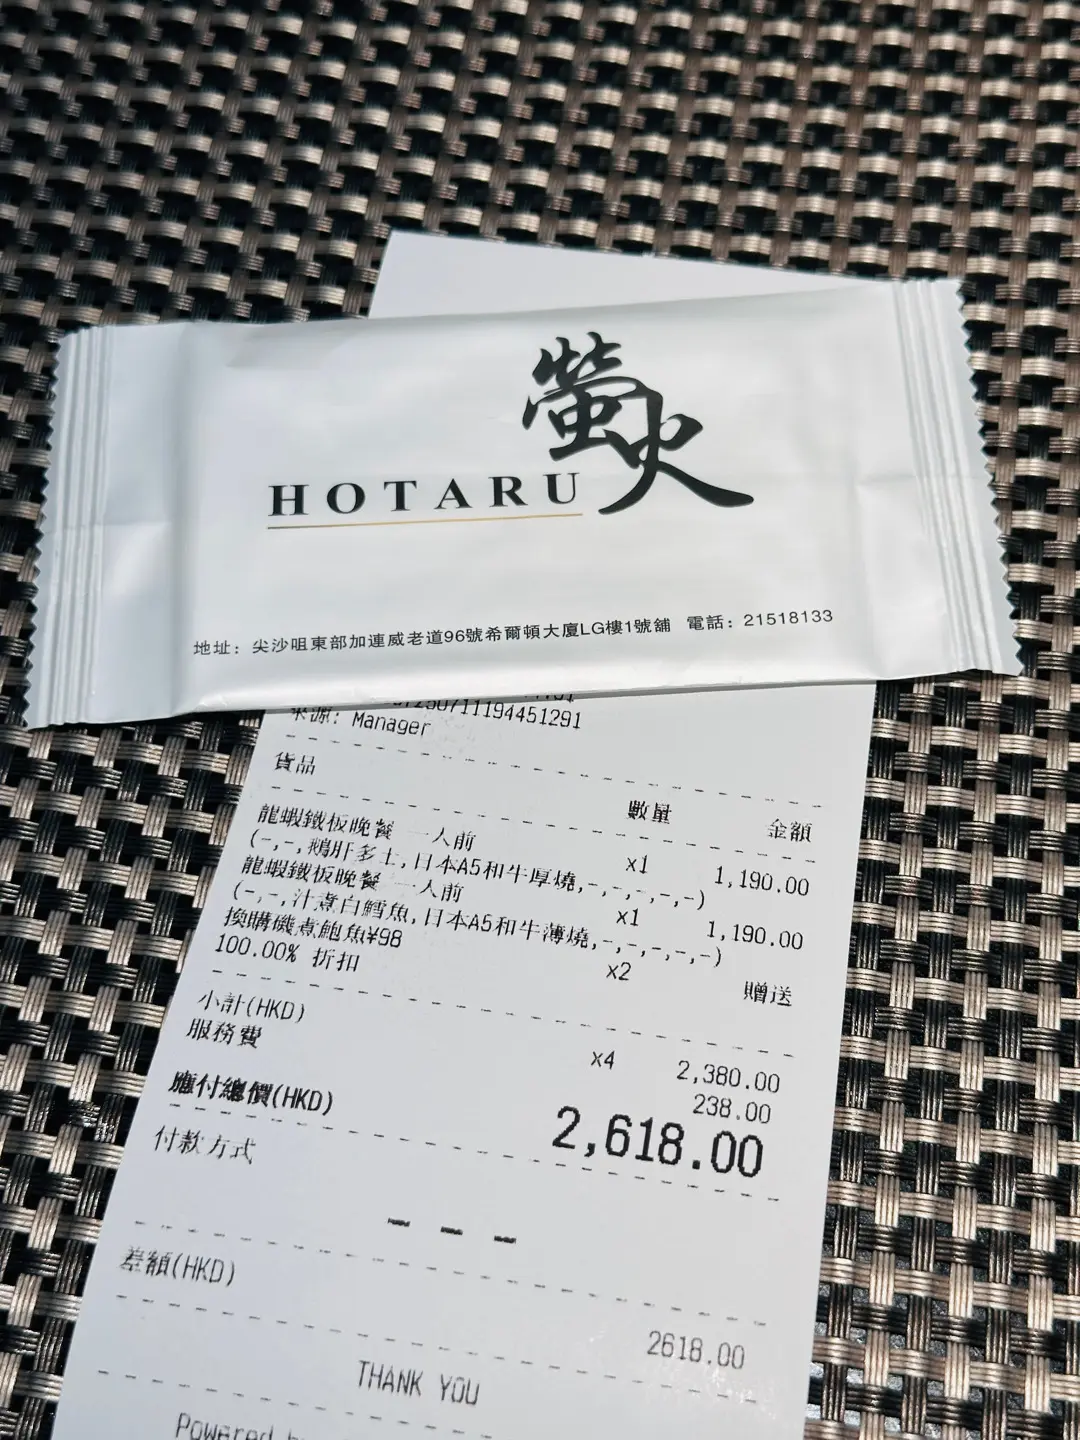 螢火
HOTARU
地址：尖沙咀東部加連威老道96號希爾頓大廈LG樓1號舖 電話：21518133
250711194451291
來源: Manager
貨品 數量 金額
龍蝦鐵板晚餐 一人前 x1 1,190.00
(-,-,鵝肝多士,日本A5和牛厚燒,-,-,-,-,-)
龍蝦鐵板晚餐 一人前 x1 1,190.00
(-,-,汁煮白鱈魚,日本A5和牛薄燒,-,-,-,-,-)
換購磯煮鮑魚¥98 x2 贈送
100.00% 折扣
小計(HKD) x4 2,380.00
服務費 238.00
應付總價(HKD) 2,618.00
付款方式
差額(HKD) 2618.00
THANK YOU
Powered